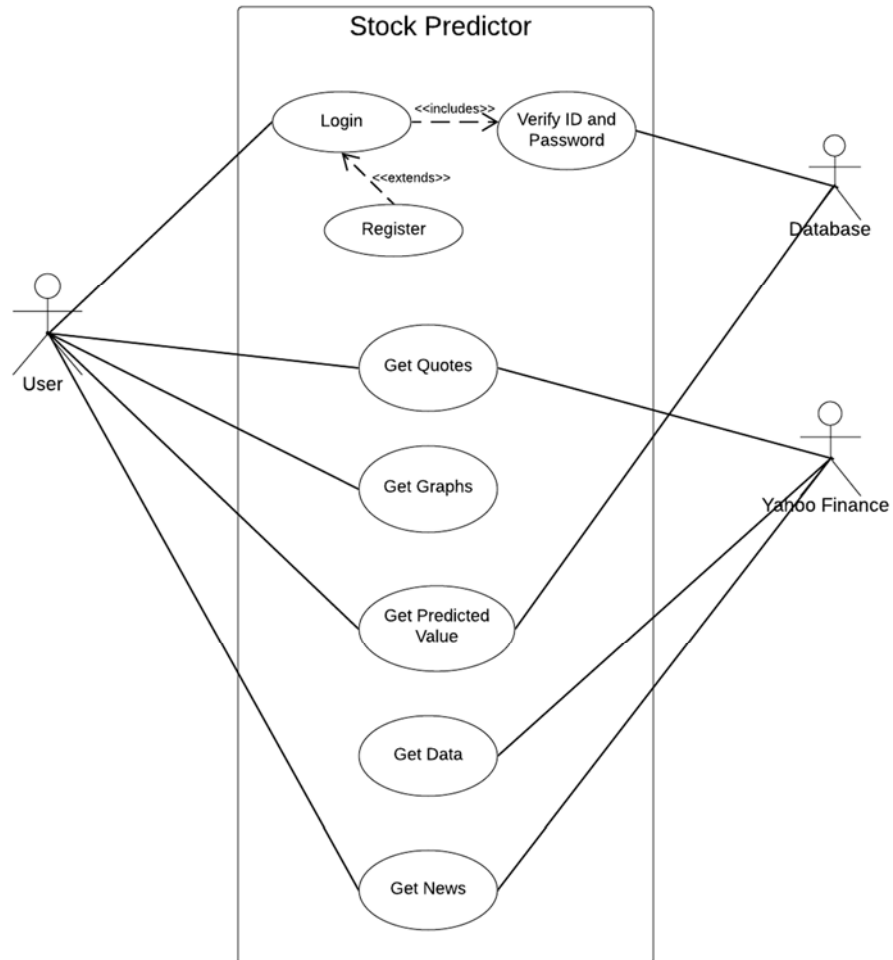 Stock Predictor
<<includes>>
Login
Verify ID and
Password
<<extends>>
Register
Database
User
Get Quotes
Get Graphs
Yahoo Finance
Get Predicted
Value
Get Data
Get News